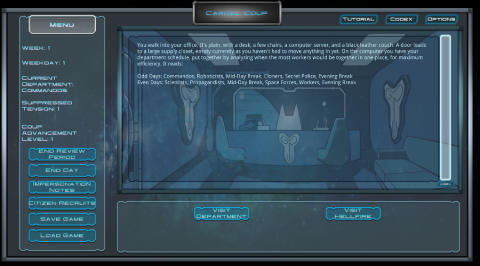 Carnal Coup
Tutorial
Codex
Options
Menu
Week: 1
Weekday: 1
Current
Department:
Commandos
Suppressed
Tension: 1
Coup
Advancement
Level: 1
End Review
Period
End Day
Impersonation
Notes
Citizen Recruits
Save Game
Load Game
You walk into your office. It's plain, with a desk, a few chairs, a computer server, and a black leather couch. A door leads
to a large supply closet, empty currently as you haven't had to move anything in yet. On the computer you have your
department schedule, put together by analysing when the most workers would be together in one place, for maximum
efficiency. It reads:
Odd Days: Commandos, Roboticists, Mid-Day Break, Cloners, Secret Police, Evening Break
Even Days: Scientists, Propagandists, Mid-Day Break, Space Forces, Workers, Evening Break
Visit
Department
Visit
Hellfire